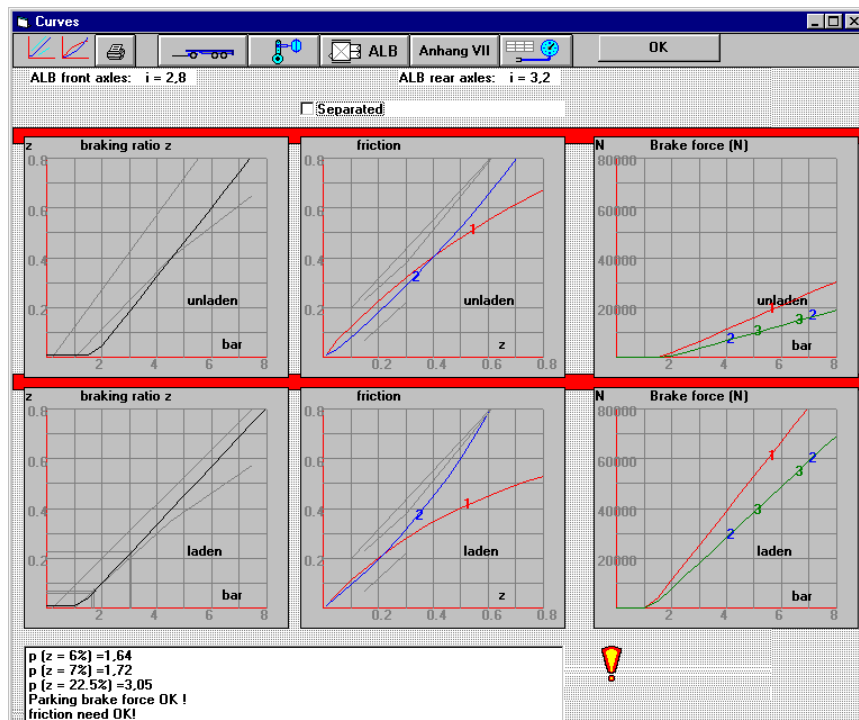 Curves
ALB
Anhang VII
OK
ALB front axles: i = 2,8
ALB rear axles: i = 3,2
Separated
z braking ratio z
0.8
0.6
0.4
0.2
unladen
bar
2 4 6 8
friction
0.8
0.6
0.4
0.2
1
2
unladen
z
0.2 0.4 0.6 0.8
N Brake force (N)
80000
60000
40000
20000
unladen
1
2 3 3 2
bar
2 4 6 8
z braking ratio z
0.8
0.6
0.4
0.2
laden
bar
2 4 6 8
friction
0.8
0.6
0.4
0.2
1
2
laden
z
0.2 0.4 0.6 0.8
N Brake force (N)
80000
60000
40000
20000
1 2
3
3
2
laden
bar
2 4 6 8
p (z = 6%) =1,64
p (z = 7%) =1,72
p (z = 22.5%) =3,05
Parking brake force OK !
friction need OK!